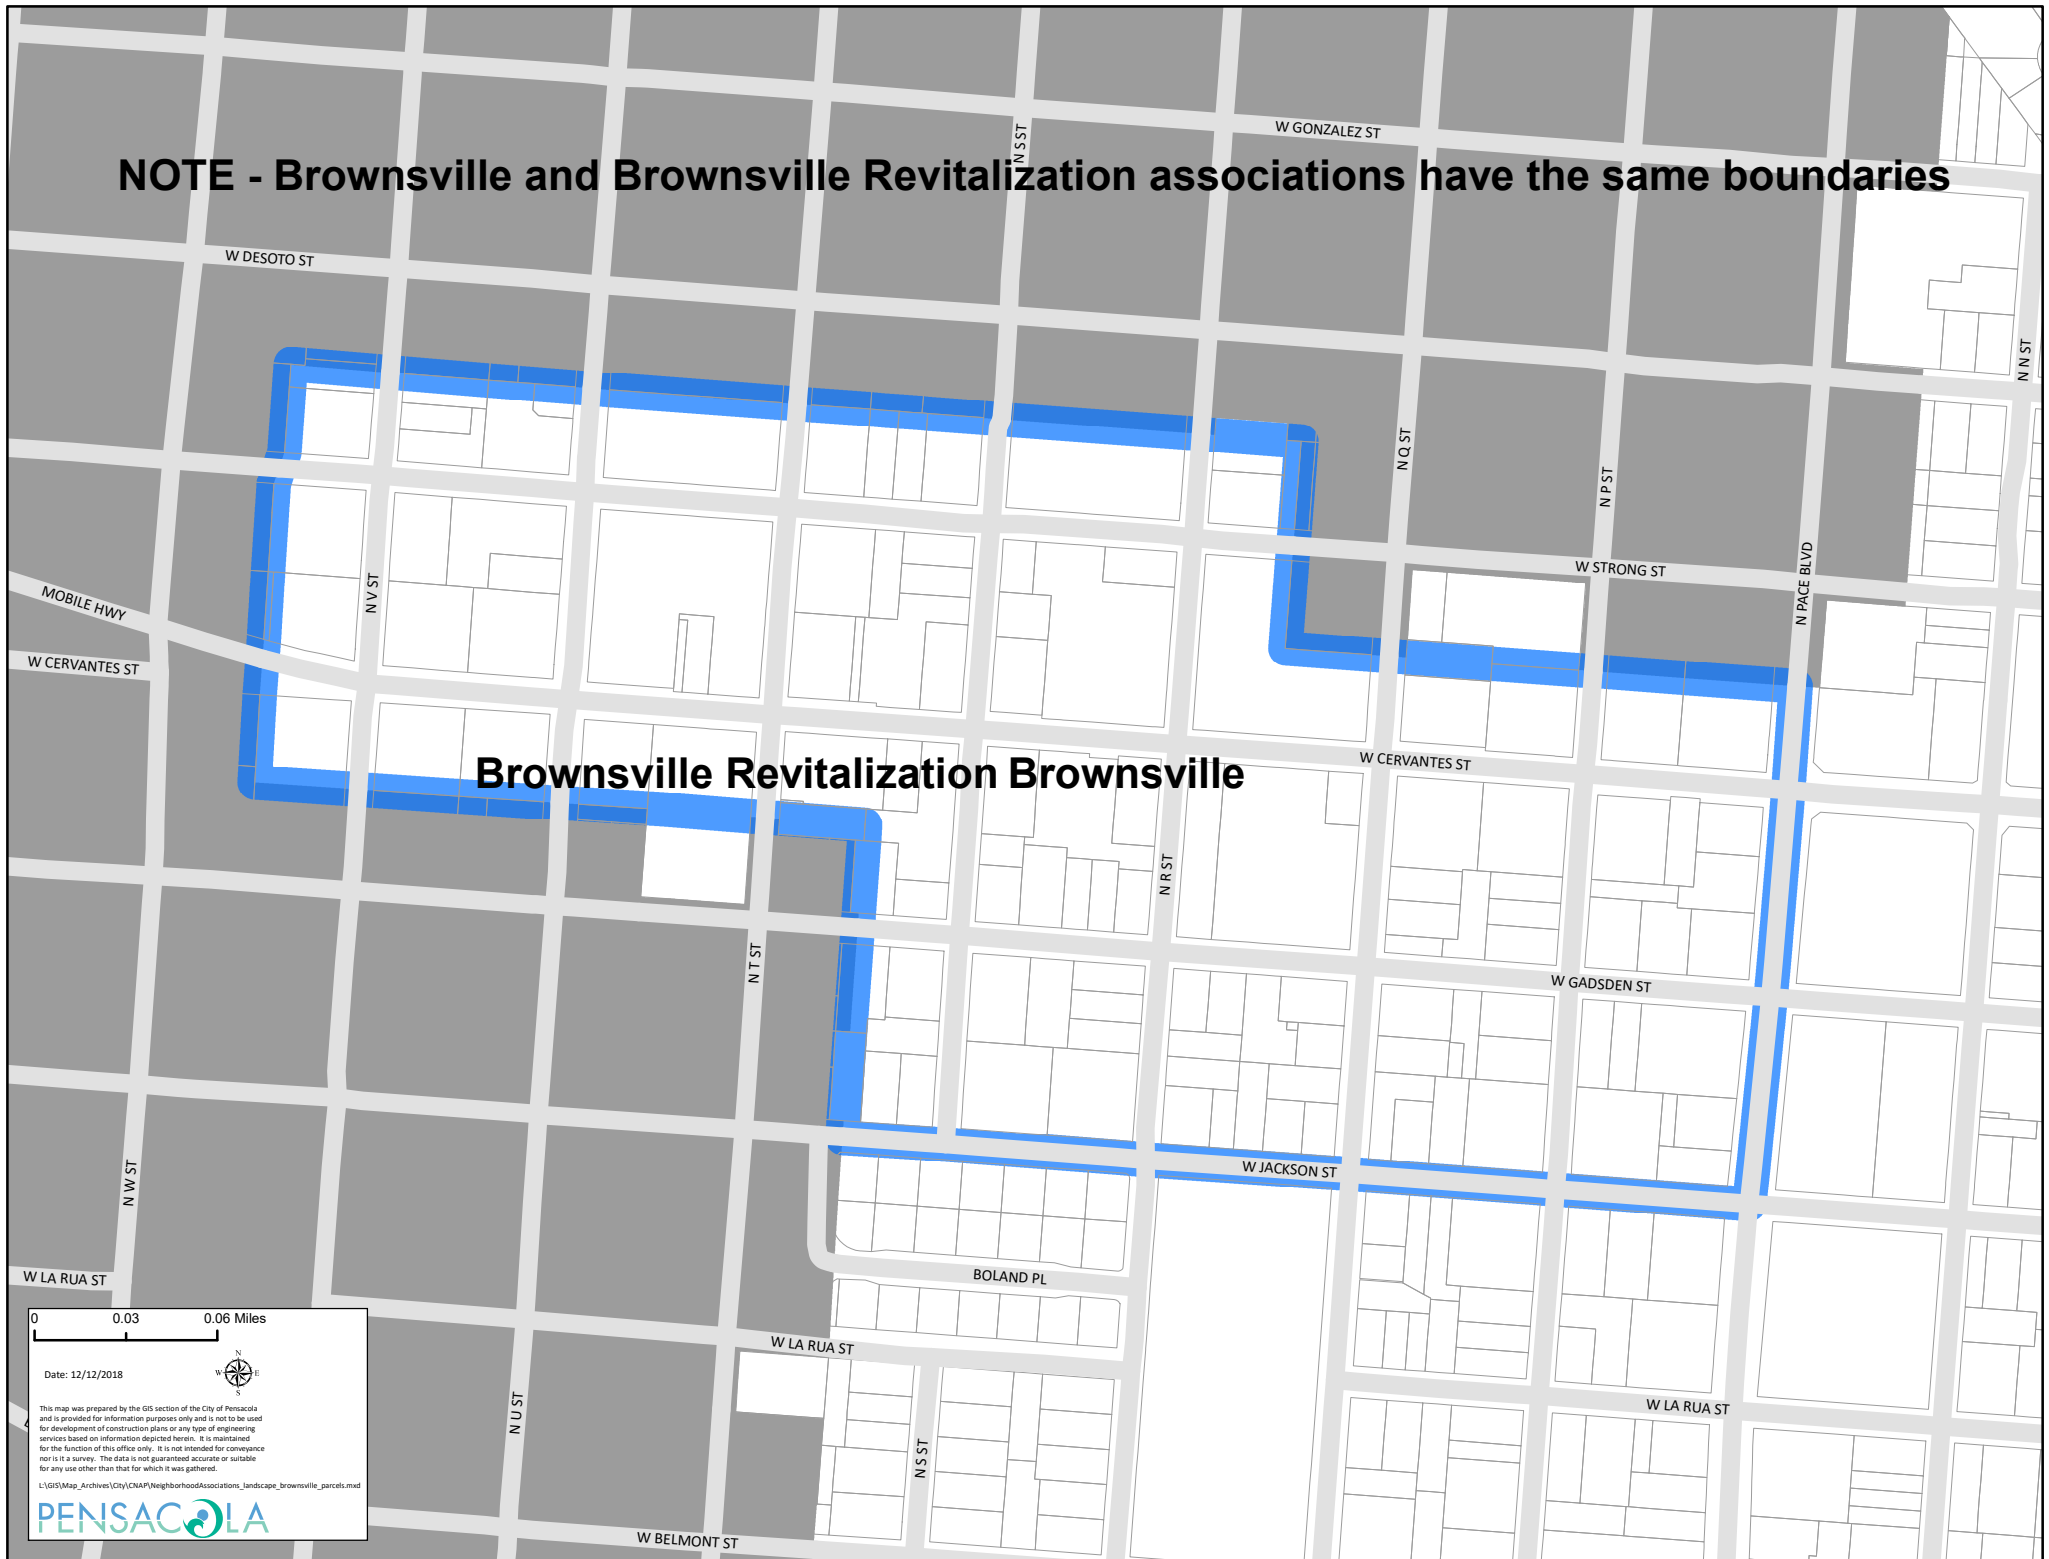 W GONZALEZ ST
N S ST
NOTE - Brownsville and Brownsville Revitalization associations have the same boundaries
W DESOTO ST
N N ST
N Q ST
N P ST
W STRONG ST
N PACE BLVD
N V ST
MOBILE HWY
W CERVANTES ST
W CERVANTES ST
Brownsville Revitalization Brownsville
N R ST
N T ST
W GADSDEN ST
W JACKSON ST
N W ST
BOLAND PL
W LA RUA ST
W LA RUA ST
W LA RUA ST
N U ST
N S ST
W BELMONT ST
0 0.03 0.06 Miles
N
W E
S
Date: 12/12/2018
This map was prepared by the GIS section of the City of Pensacola
and is provided for information purposes only and is not to be used
for development of construction plans or any type of engineering
services based on information depicted herein. It is maintained
for the function of this office only. It is not intended for conveyance
nor is it a survey. The data is not guaranteed accurate or suitable
for any use other than that for which it was gathered.
L:\GIS\Map_Archives\City\CNAP\NeighborhoodAssociations_landscape_brownsville_parcels.mxd
PENSACOLA